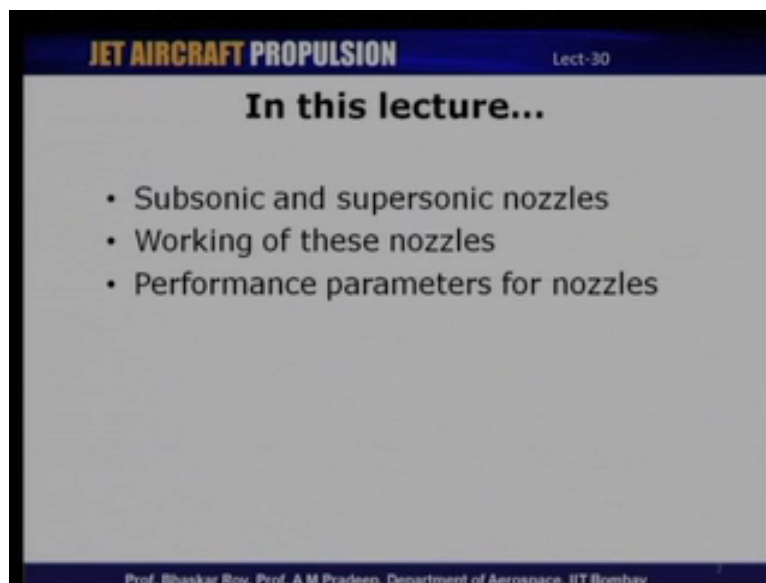 JET AIRCRAFT PROPULSION Lect-30
In this lecture...
• Subsonic and supersonic nozzles
• Working of these nozzles
• Performance parameters for nozzles
Prof. Bhaskar Roy, Prof. A M Pradeep, Department of Aerospace, IIT Bombay